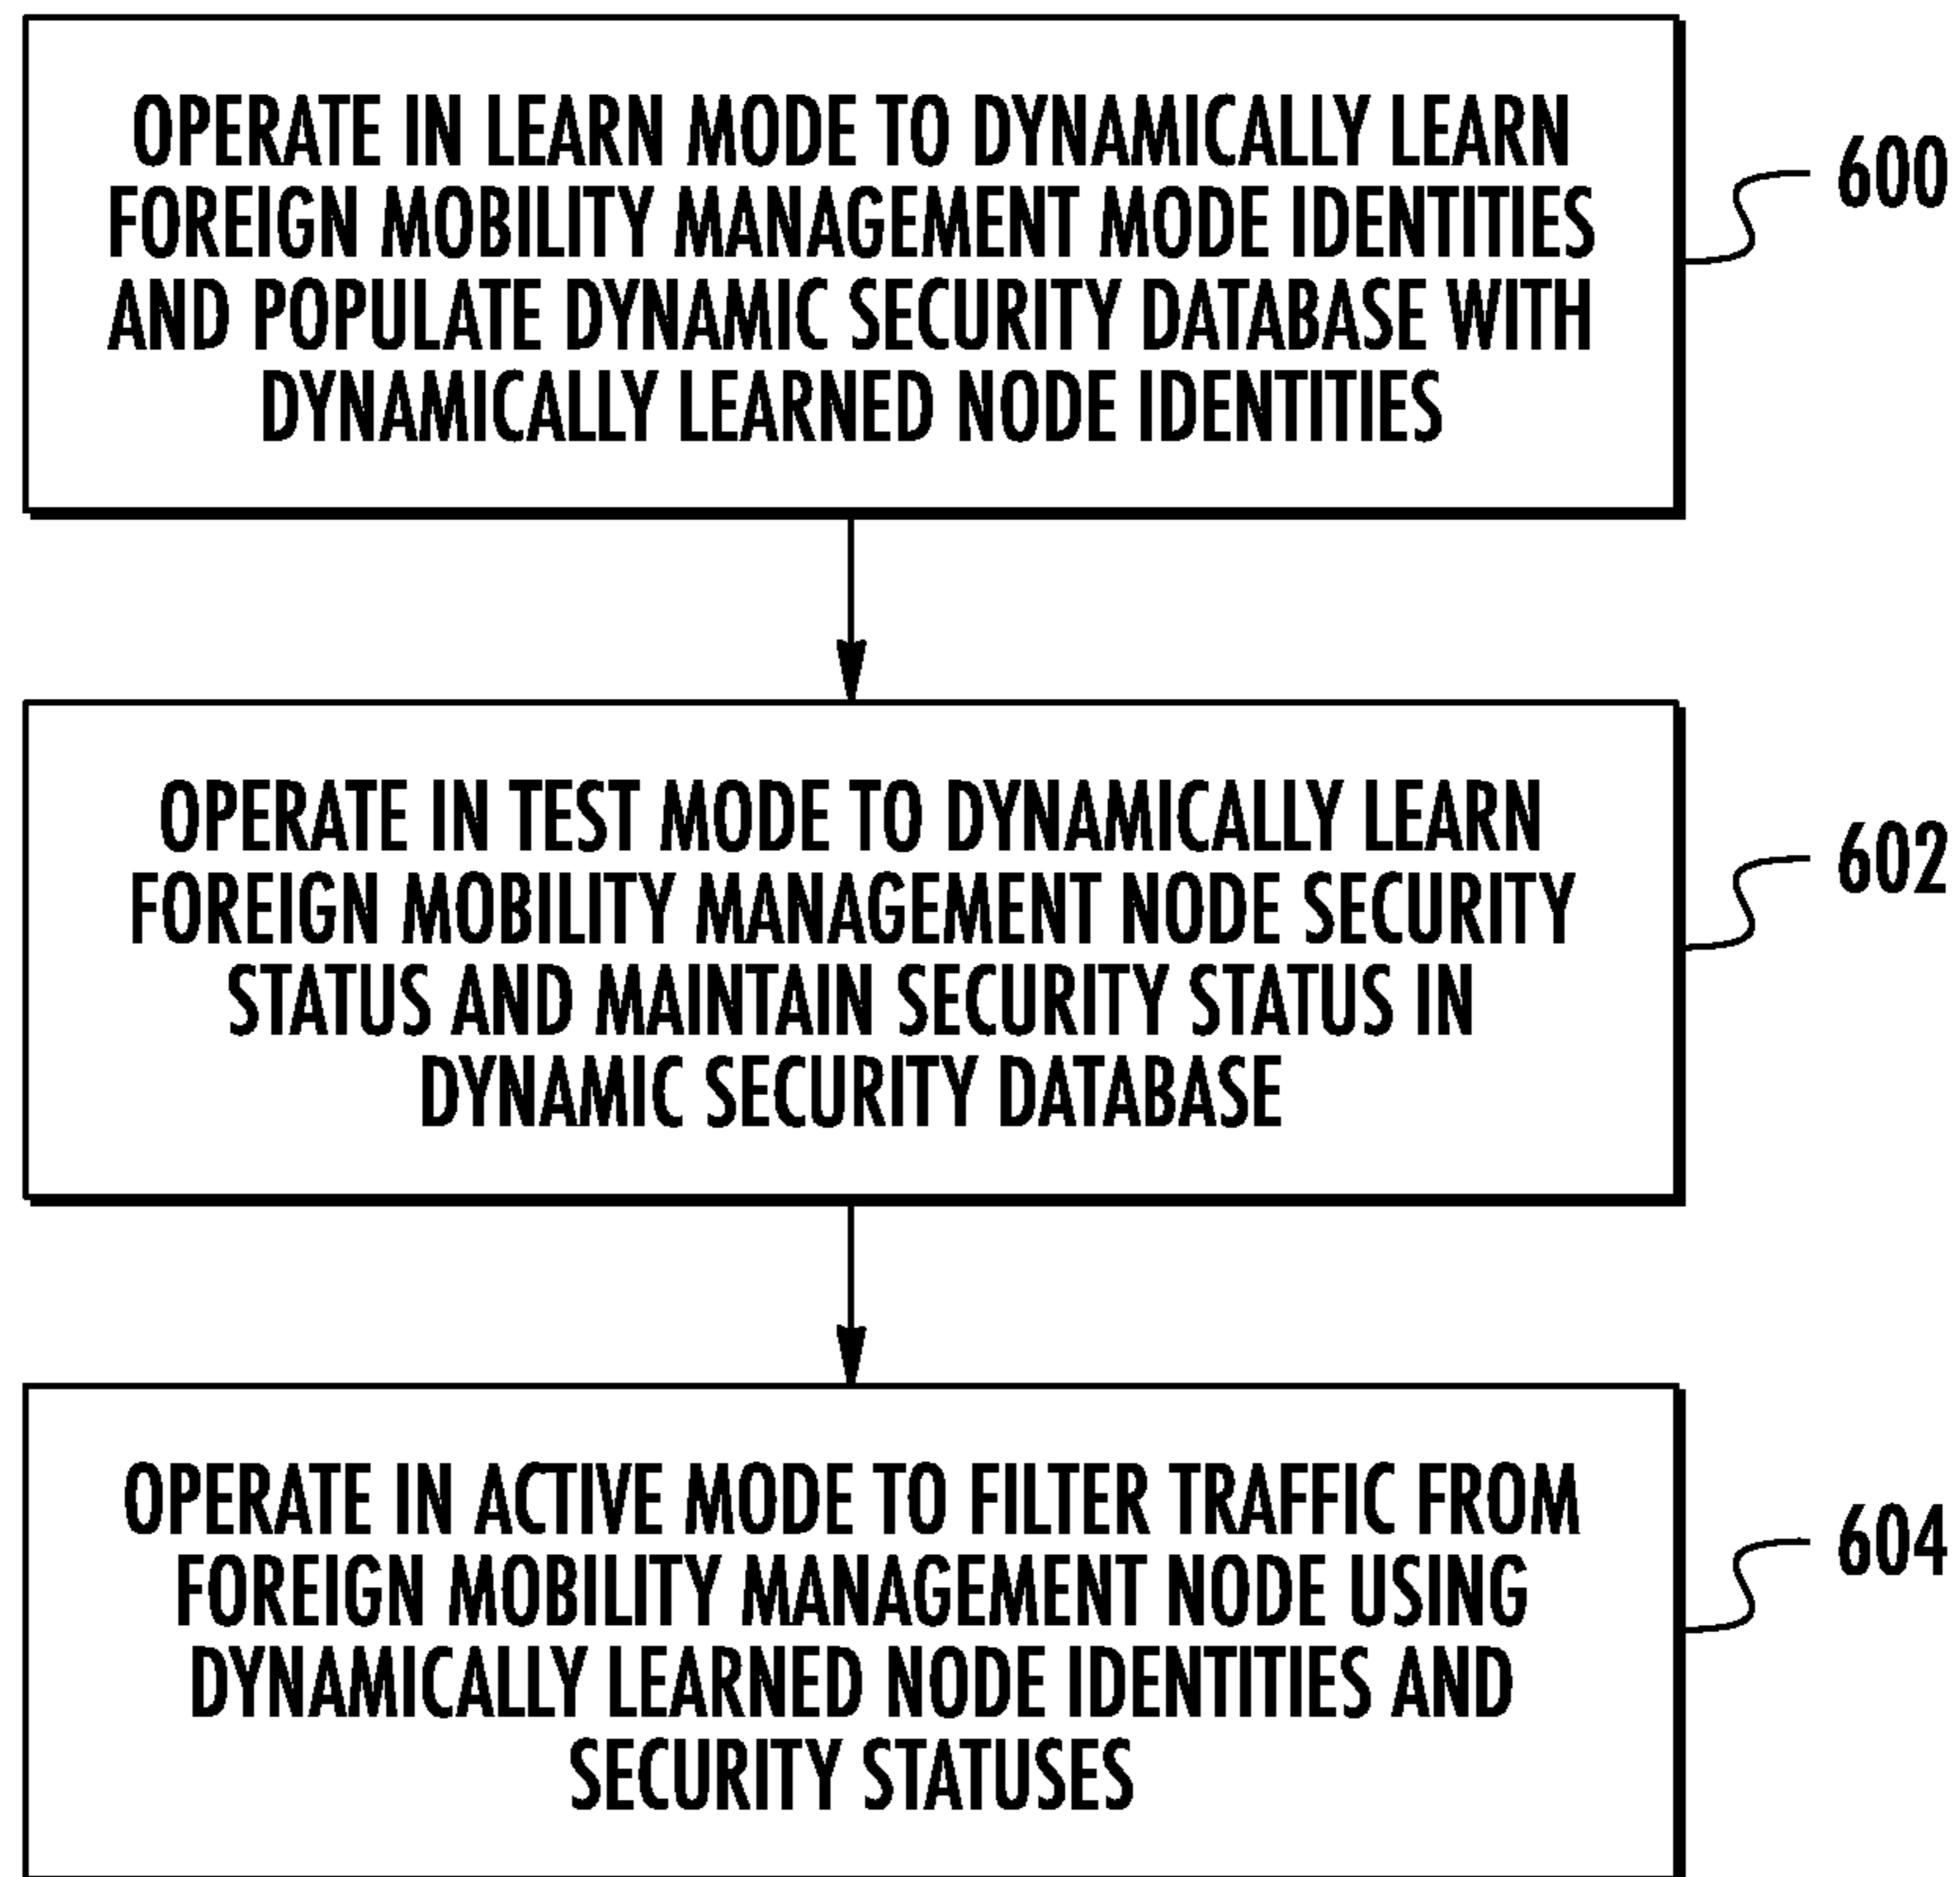 OPERATE IN LEARN MODE TO DYNAMICALLY LEARN
FOREIGN MOBILITY MANAGEMENT MODE IDENTITIES
AND POPULATE DYNAMIC SECURITY DATABASE WITH
DYNAMICALLY LEARNED NODE IDENTITIES
600
OPERATE IN TEST MODE TO DYNAMICALLY LEARN
FOREIGN MOBILITY MANAGEMENT NODE SECURITY
STATUS AND MAINTAIN SECURITY STATUS IN
DYNAMIC SECURITY DATABASE
602
OPERATE IN ACTIVE MODE TO FILTER TRAFFIC FROM
FOREIGN MOBILITY MANAGEMENT NODE USING
DYNAMICALLY LEARNED NODE IDENTITIES AND
SECURITY STATUSES
604